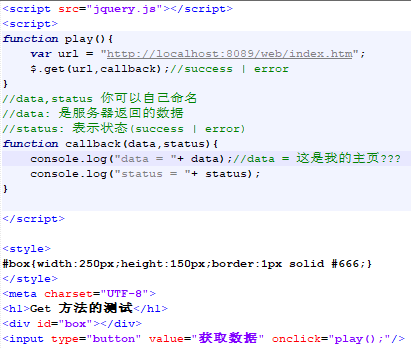 <script src="jquery.js"></script>
<script>
function play(){
var url = "http://localhost:8089/web/index.htm";
$.get(url,callback);//success | error
}
//data,status 你可以自己命名
//data: 是服务器返回的数据
//status: 表示状态(success | error)
function callback(data,status){
console.log("data = "+ data);//data = 这是我的主页???
console.log("status = "+ status);
}
</script>
<style>
#box{width:250px;height:150px;border:1px solid #666;}
</style>
<meta charset="UTF-8">
<h1>Get 方法的测试</h1>
<div id="box"></div>
<input type="button" value="获取数据" onclick="play();"/>